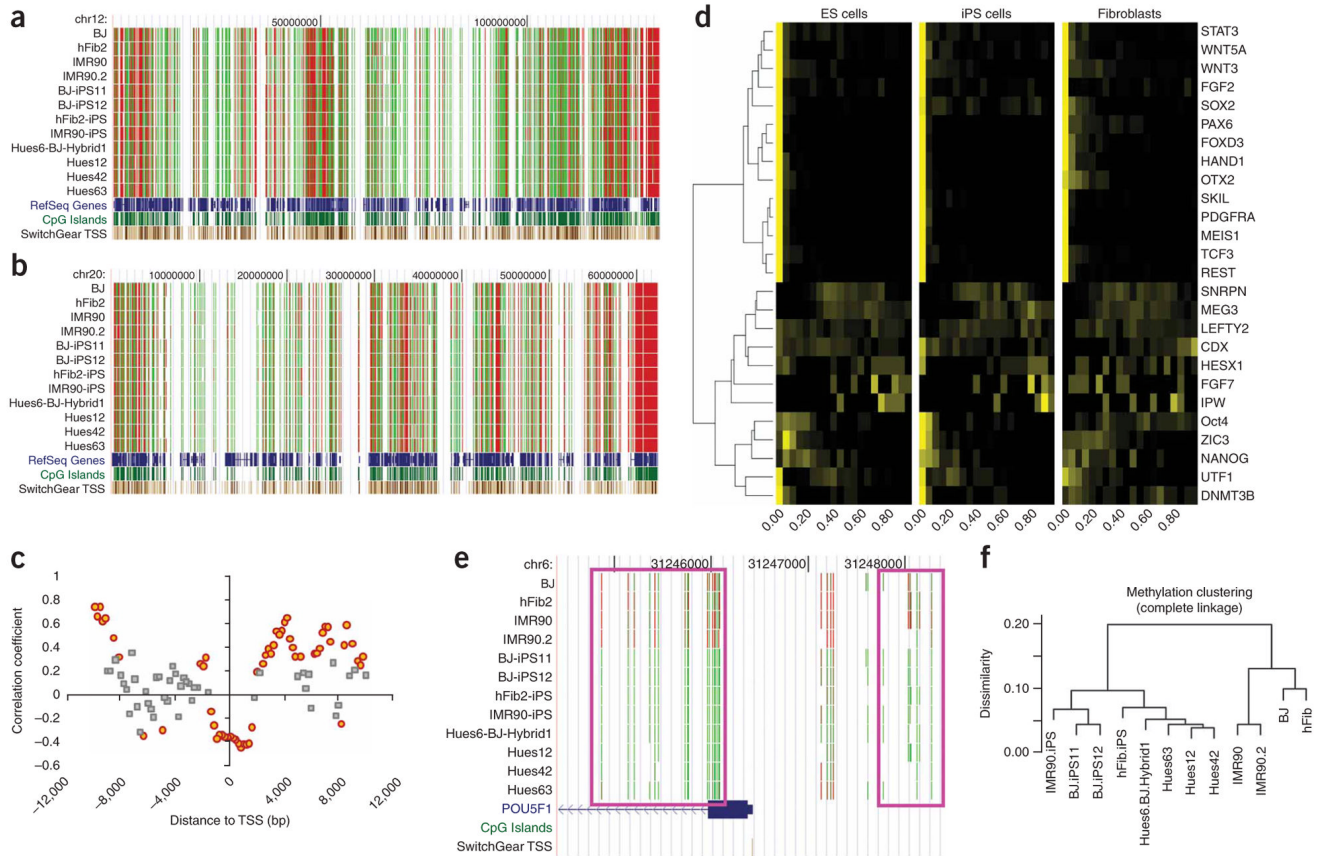 a
chr12: 50000000 100000000
BJ
hFib2
IMR90
IMR90.2
BJ-iPS11
BJ-iPS12
hFib2-iPS
IMR90-iPS
Hues6-BJ-Hybrid1
Hues12
Hues42
Hues63
RefSeq Genes
CpG Islands
SwitchGear TSS
b
chr20: 10000000 20000000 30000000 40000000 50000000 60000000
BJ
hFib2
IMR90
IMR90.2
BJ-iPS11
BJ-iPS12
hFib2-iPS
IMR90-iPS
Hues6-BJ-Hybrid1
Hues12
Hues42
Hues63
RefSeq Genes
CpG Islands
SwitchGear TSS
c
Correlation coefficient
1
0.8
0.6
0.4
0.2
0
−0.2
−0.4
−0.6
−12,000 −8,000 −4,000 0 4,000 8,000 12,000
Distance to TSS (bp)
d
ES cells iPS cells Fibroblasts
STAT3
WNT5A
WNT3
FGF2
SOX2
PAX6
FOXD3
HAND1
OTX2
SKIL
PDGFRA
MEIS1
TCF3
REST
SNRPN
MEG3
LEFTY2
CDX
HESX1
FGF7
IPW
Oct4
ZIC3
NANOG
UTF1
DNMT3B
0.00 0.20 0.40 0.60 0.80 0.00 0.20 0.40 0.60 0.80 0.00 0.20 0.40 0.60 0.80
e
chr6: 31246000 31247000 31248000
BJ
hFib2
IMR90
IMR90.2
BJ-iPS11
BJ-iPS12
hFib2-iPS
IMR90-iPS
Hues6-BJ-Hybrid1
Hues12
Hues42
Hues63
POU5F1
CpG Islands
SwitchGear TSS
f
Methylation clustering
(complete linkage)
Dissimilarity
0.20
0.10
0.00
IMR90.iPS
BJ.iPS11
BJ.iPS12
hFib.iPS
Hues6.BJ.Hybrid1
Hues63
Hues12
Hues42
IMR90
IMR90.2
BJ
hFib